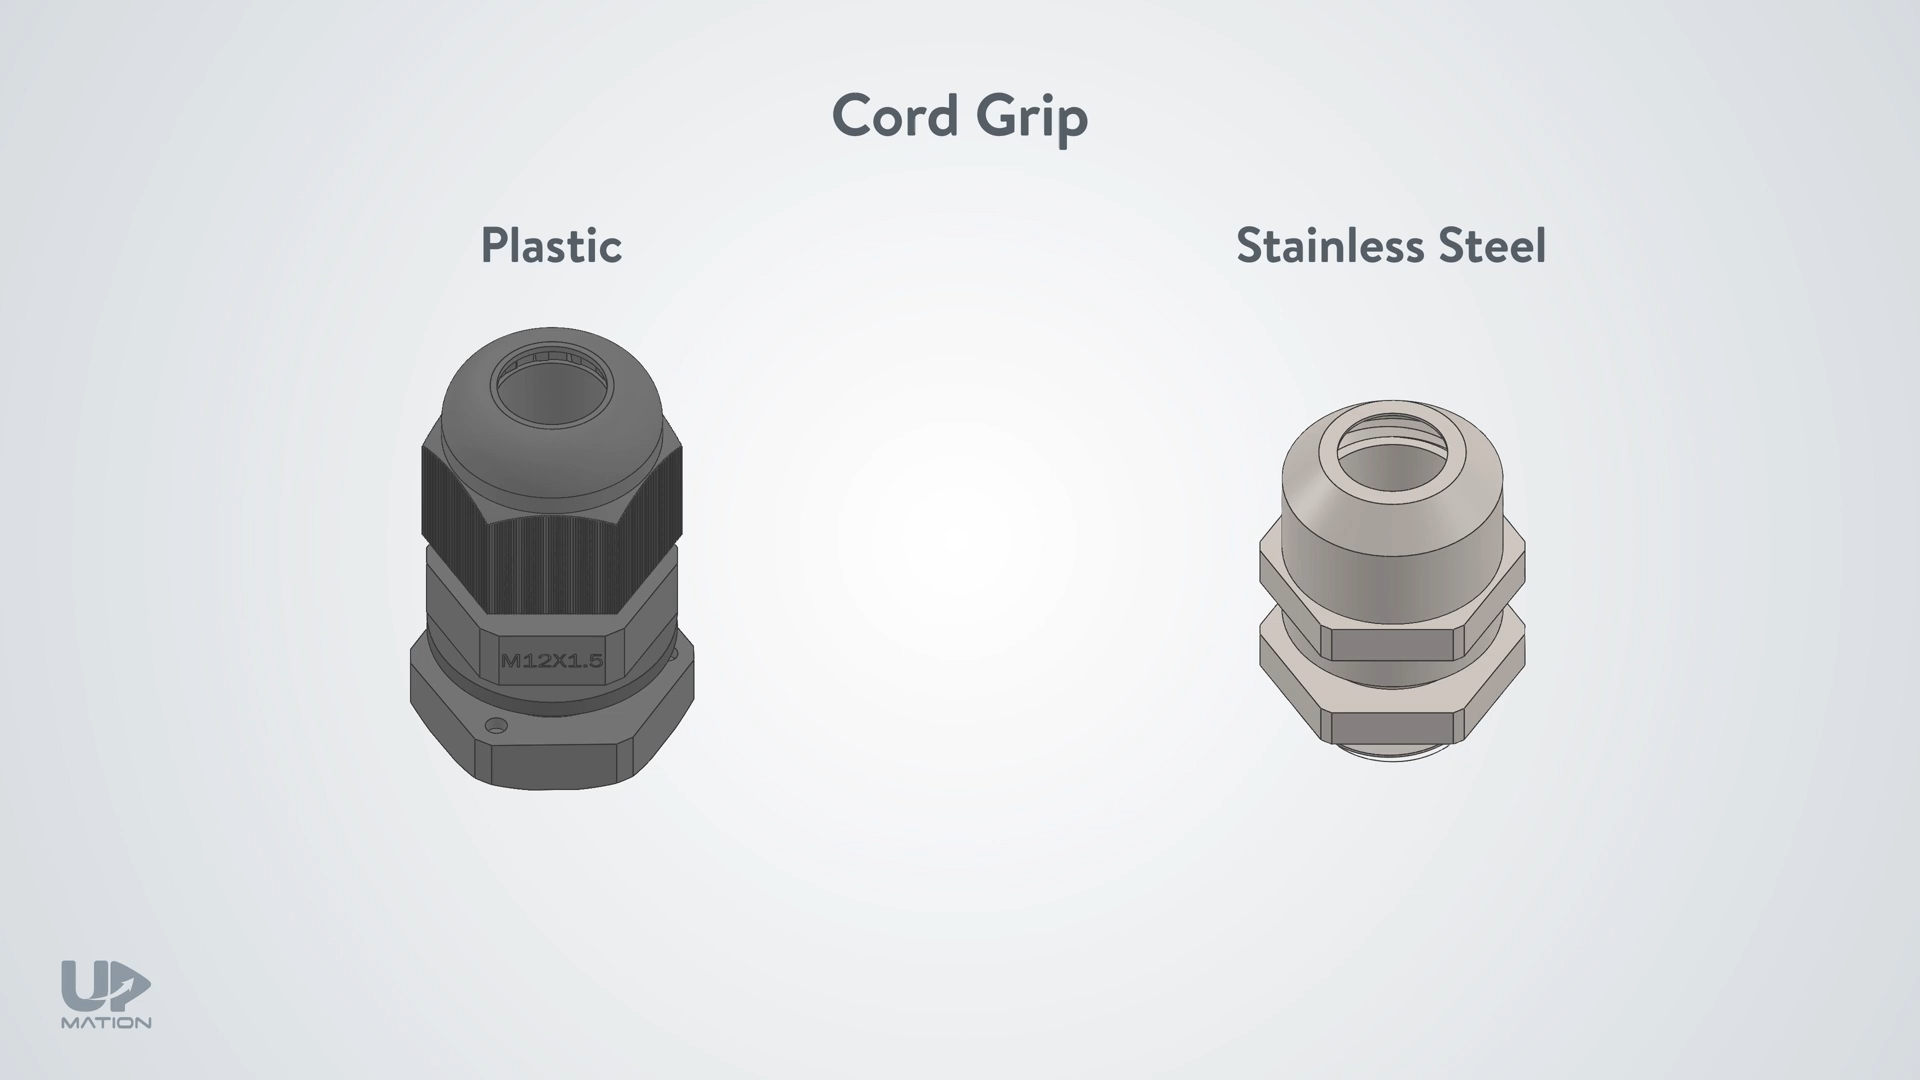 Cord Grip
Plastic
Stainless Steel
M12X1.5
UP
MATION